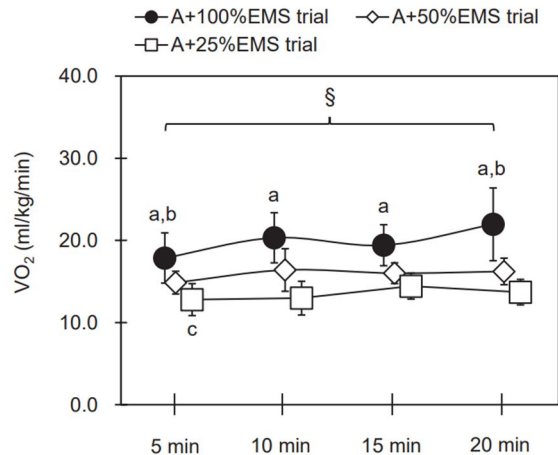 A+100%EMS trial A+50%EMS trial
A+25%EMS trial
40.0
§
30.0
a,b a a a,b
20.0
VO2 (ml/kg/min)
10.0
c
0.0
5 min 10 min 15 min 20 min